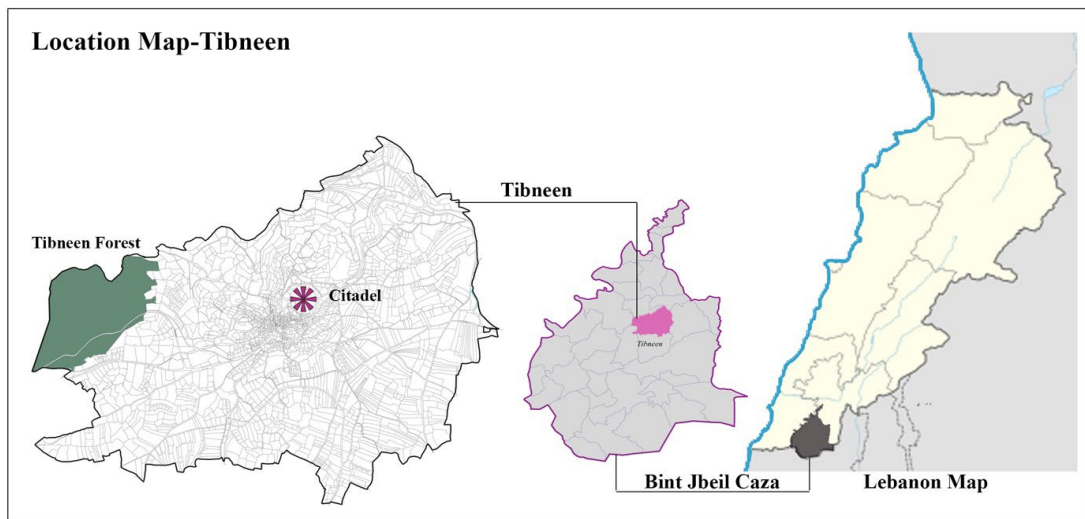 Location Map-Tibneen
Tibneen
Tibneen Forest
Citadel
Tibneen
Bint Jbeil Caza
Lebanon Map